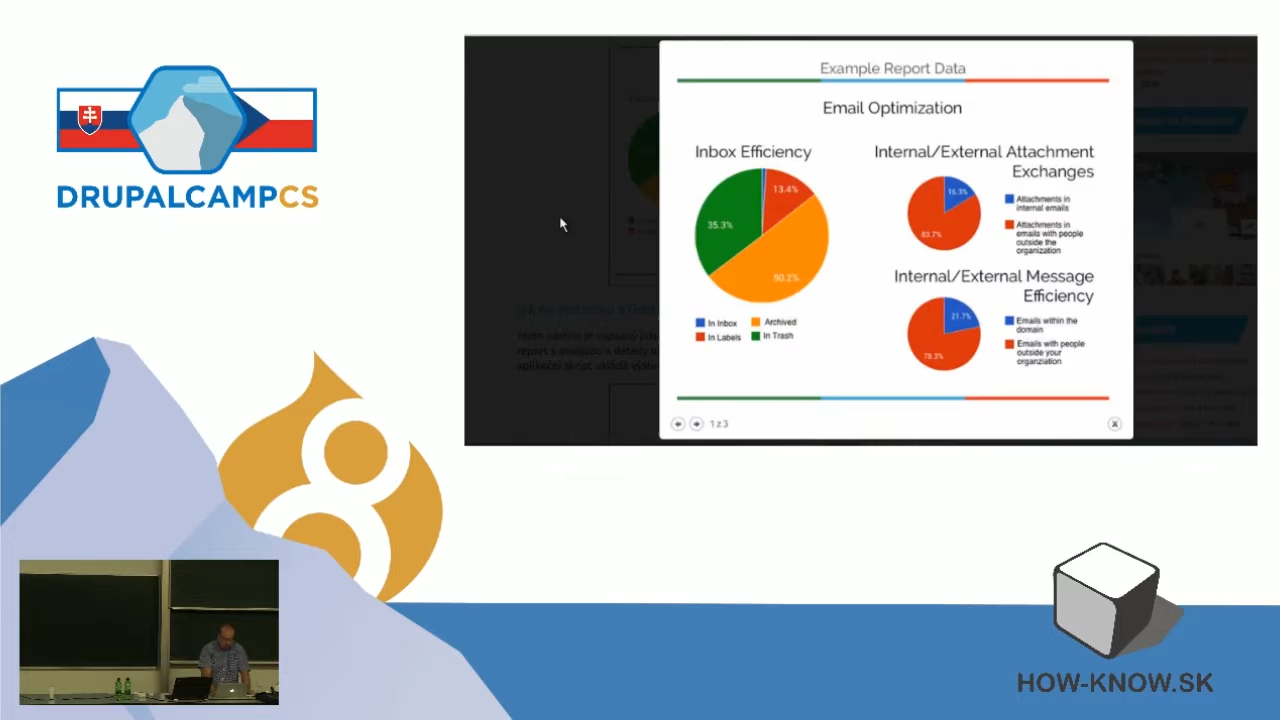 DRUPALCAMPCS
Example Report Data
Email Optimization
Inbox Efficiency
13.4%
35.3%
50.2%
In Inbox
Archived
In Labels
In Trash
Internal/External Attachment
Exchanges
16.3%
83.7%
Attachments in
internal emails
Attachments in
emails with people
outside the
organization
Internal/External Message
Efficiency
21.7%
78.3%
Emails within the
domain
Emails with people
outside your
organziation
1 z 3
X
8
HOW-KNOW.SK